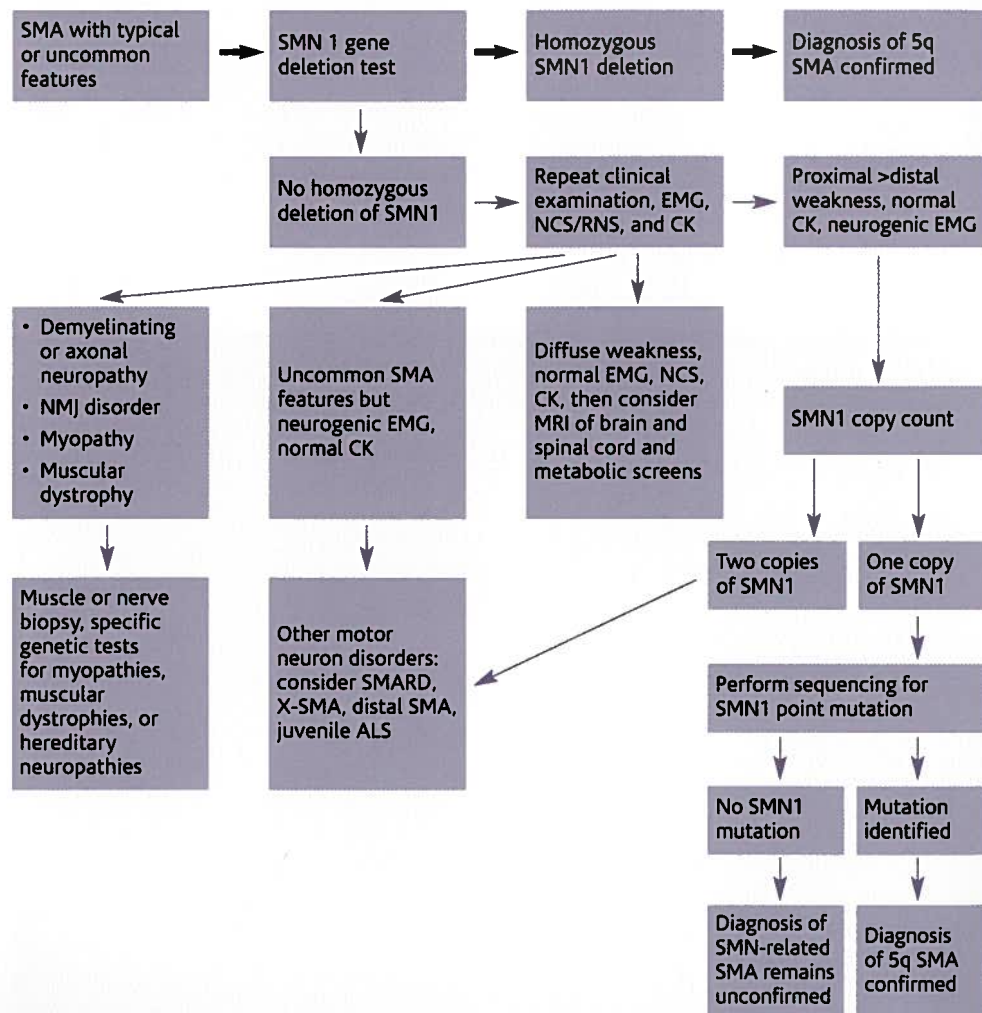 SMA with typical
or uncommon
features
SMN 1 gene
deletion test
Homozygous
SMN1 deletion
Diagnosis of 5q
SMA confirmed
No homozygous
deletion of SMN1
Repeat clinical
examination, EMG,
NCS/RNS, and CK
Proximal >distal
weakness, normal
CK, neurogenic EMG
• Demyelinating
or axonal
neuropathy
• NMJ disorder
• Myopathy
• Muscular
dystrophy
Uncommon SMA
features but
neurogenic EMG,
normal CK
Diffuse weakness,
normal EMG, NCS,
CK, then consider
MRI of brain and
spinal cord and
metabolic screens
SMN1 copy count
Two copies
of SMN1
One copy
of SMN1
Muscle or nerve
biopsy, specific
genetic tests
for myopathies,
muscular
dystrophies, or
hereditary
neuropathies
Other motor
neuron disorders:
consider SMARD,
X-SMA, distal SMA,
juvenile ALS
Perform sequencing for
SMN1 point mutation
No SMN1
mutation
Mutation
identified
Diagnosis of
SMN-related
SMA remains
unconfirmed
Diagnosis
of 5q SMA
confirmed